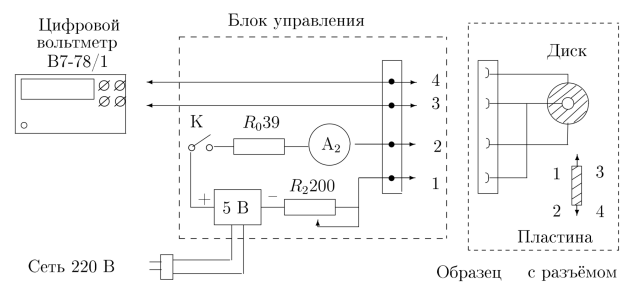 Цифровой
вольтметр
В7-78/1
Блок управления
Диск
4
3
K
R₀39
A₂
2
R₂200
1
+
5 В
−
1 3
2 4
Пластина
Сеть 220 В
Образец с разъёмом